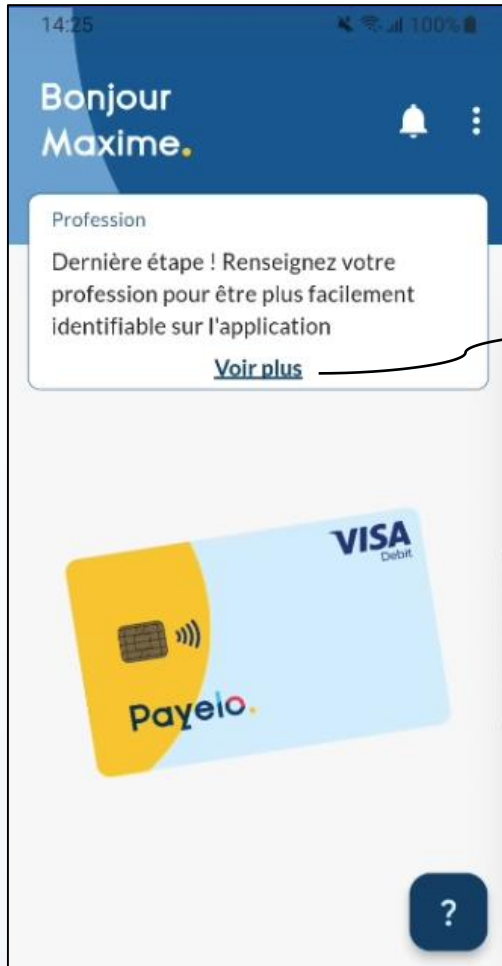 14:25
100%
Bonjour
Maxime.
Profession
Dernière étape ! Renseignez votre
profession pour être plus facilement
identifiable sur l'application
Voir plus
VISA
Debit
Payelo.
?